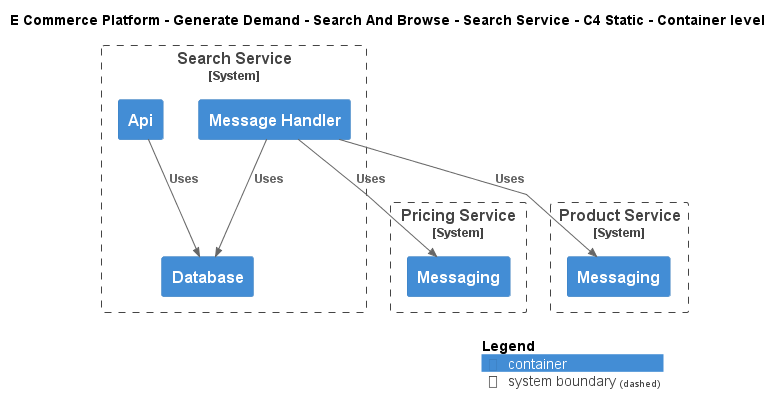 E Commerce Platform - Generate Demand - Search And Browse - Search Service - C4 Static - Container level
Search Service
[System]
Api
Message Handler
Uses
Uses
Uses
Uses
Pricing Service
[System]
Product Service
[System]
Database
Messaging
Messaging
Legend
container
system boundary (dashed)